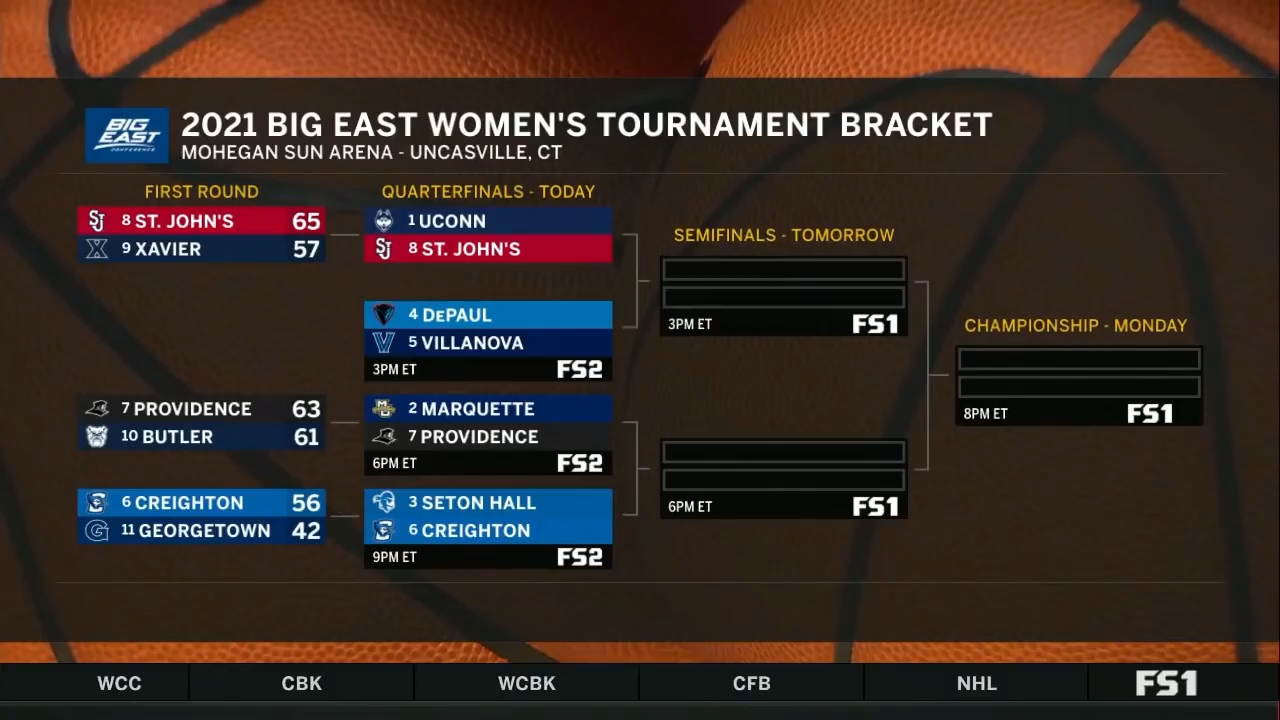 BIG EAST CONFERENCE
2021 BIG EAST WOMEN'S TOURNAMENT BRACKET
MOHEGAN SUN ARENA - UNCASVILLE, CT
FIRST ROUND
8 ST. JOHN'S 65
9 XAVIER 57
7 PROVIDENCE 63
10 BUTLER 61
6 CREIGHTON 56
11 GEORGETOWN 42
QUARTERFINALS - TODAY
1 UCONN
8 ST. JOHN'S
4 DePAUL
5 VILLANOVA
3PM ET FS2
2 MARQUETTE
7 PROVIDENCE
6PM ET FS2
3 SETON HALL
6 CREIGHTON
9PM ET FS2
SEMIFINALS - TOMORROW
3PM ET FS1
6PM ET FS1
CHAMPIONSHIP - MONDAY
8PM ET FS1
WCC CBK WCBK CFB NHL FS1